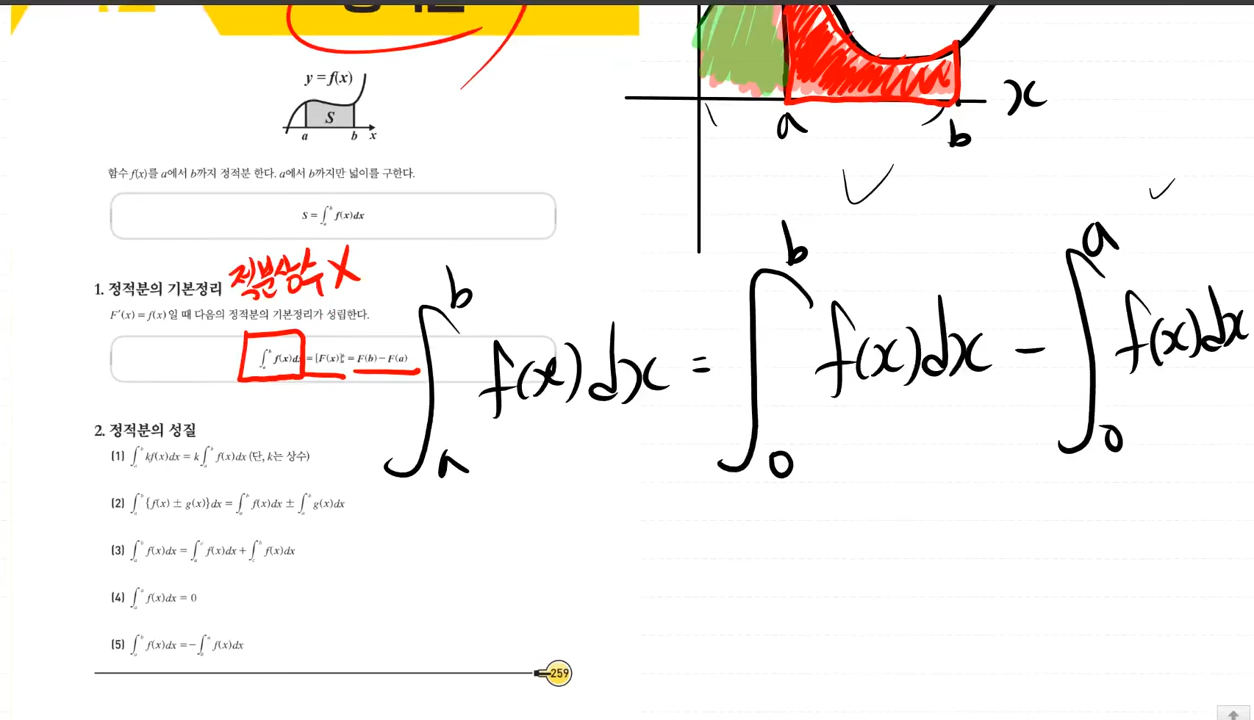 y = f(x)
S
a b x
함수 f(x)를 a에서 b까지 정적분 한다. a에서 b까지만 넓이를 구한다.
S = ∫_a^b f(x)dx
1. 정적분의 기본정리
적분상수 X
F′(x) = f(x)일 때 다음의 정적분의 기본정리가 성립한다.
∫_a^b f(x)dx = [F(x)]_a^b = F(b) − F(a)
2. 정적분의 성질
(1) ∫_a^b kf(x)dx = k∫_a^b f(x)dx (단, k는 상수)
(2) ∫_a^b {f(x) ± g(x)}dx = ∫_a^b f(x)dx ± ∫_a^b g(x)dx
(3) ∫_a^b f(x)dx = ∫_a^c f(x)dx + ∫_c^b f(x)dx
(4) ∫_a^a f(x)dx = 0
(5) ∫_a^b f(x)dx = −∫_b^a f(x)dx
259
a b x
∫_a^b f(x)dx = ∫_0^b f(x)dx − ∫_0^a f(x)dx